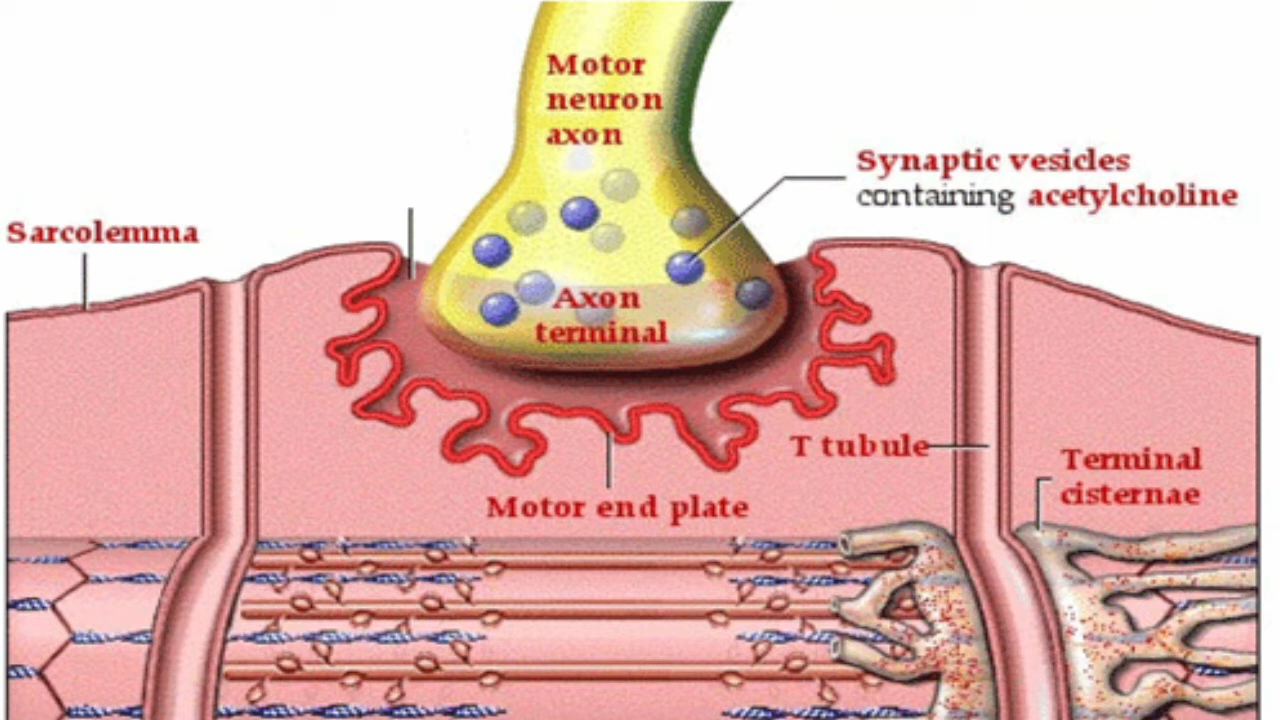 Motor
neuron
axon
Synaptic vesicles
containing acetylcholine
Sarcolemma
Axon
terminal
T tubule
Terminal
cisternae
Motor end plate